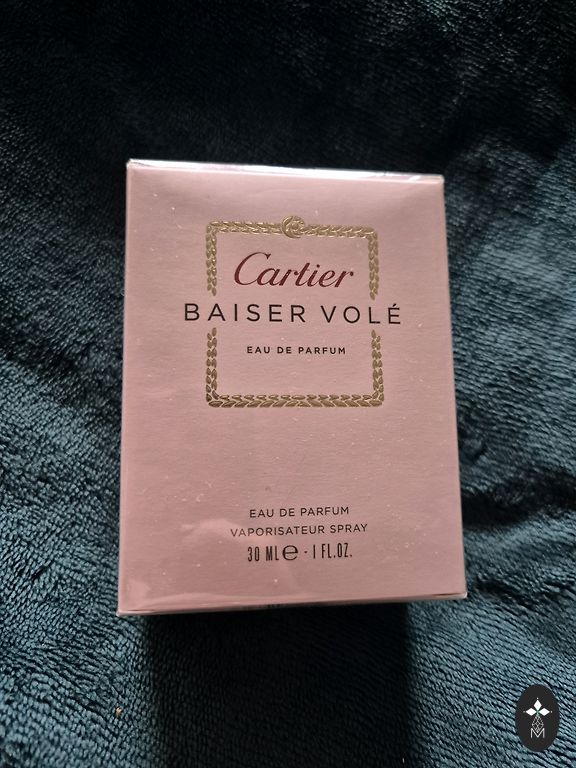 Cartier
BAISER VOLÉ
EAU DE PARFUM
EAU DE PARFUM
VAPORISATEUR SPRAY
30 ML e - 1 FL.OZ.